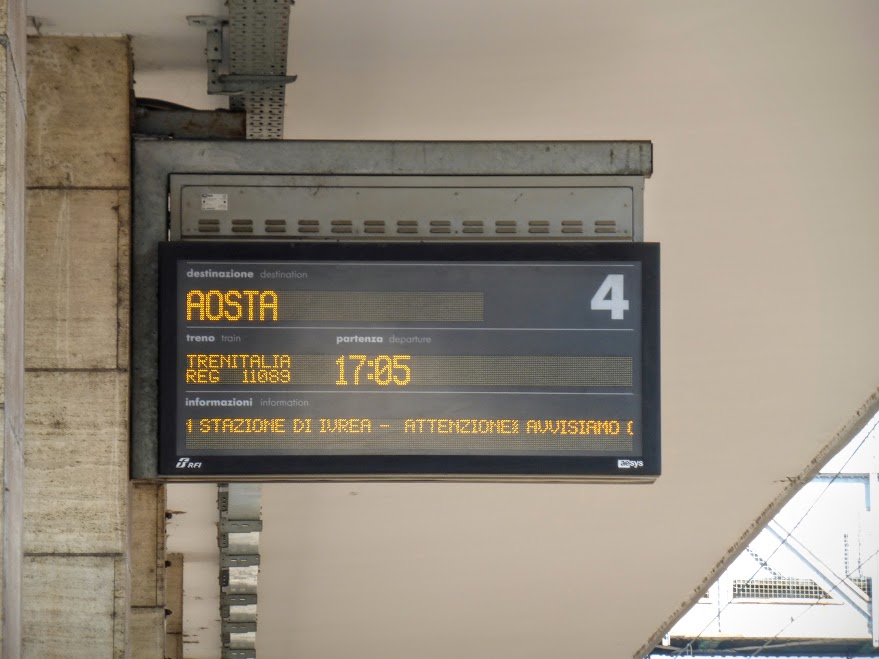 destinazione destination
AOSTA
4
treno train partenza departure
TRENITALIA
REG 11089
17:05
informazioni information
STAZIONE DI IVREA - ATTENZIONE% AVVISIAMO
RFI
aesys